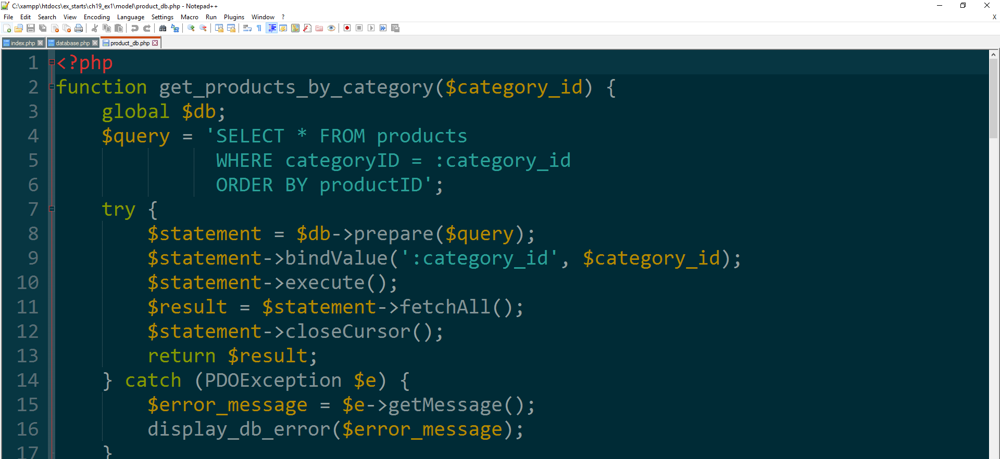 C:\xampp\htdocs\ex_starts\ch19_ex1\model\product_db.php - Notepad++
File Edit Search View Encoding Language Settings Macro Run Plugins Window ? X
index.php database.php product_db.php
1 <?php
2 function get_products_by_category($category_id) {
3 global $db;
4 $query = 'SELECT * FROM products
5 WHERE categoryID = :category_id
6 ORDER BY productID';
7 try {
8 $statement = $db->prepare($query);
9 $statement->bindValue(':category_id', $category_id);
10 $statement->execute();
11 $result = $statement->fetchAll();
12 $statement->closeCursor();
13 return $result;
14 } catch (PDOException $e) {
15 $error_message = $e->getMessage();
16 display_db_error($error_message);
17 }